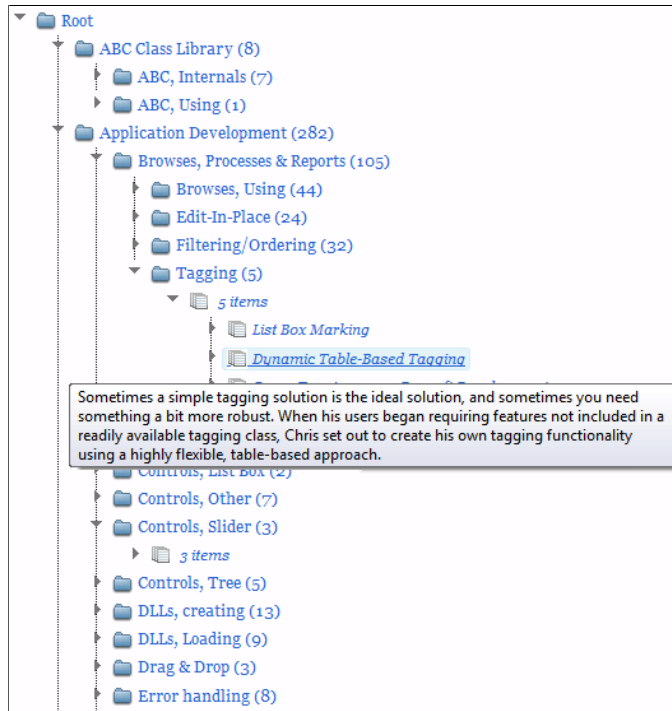 Root
ABC Class Library (8)
ABC, Internals (7)
ABC, Using (1)
Application Development (282)
Browses, Processes & Reports (105)
Browses, Using (44)
Edit-In-Place (24)
Filtering/Ordering (32)
Tagging (5)
5 items
List Box Marking
Dynamic Table-Based Tagging
Sometimes a simple tagging solution is the ideal solution, and sometimes you need
something a bit more robust. When his users began requiring features not included in a
readily available tagging class, Chris set out to create his own tagging functionality
using a highly flexible, table-based approach.
Controls, List Box (2)
Controls, Other (7)
Controls, Slider (3)
3 items
Controls, Tree (5)
DLLs, creating (13)
DLLs, Loading (9)
Drag & Drop (3)
Error handling (8)